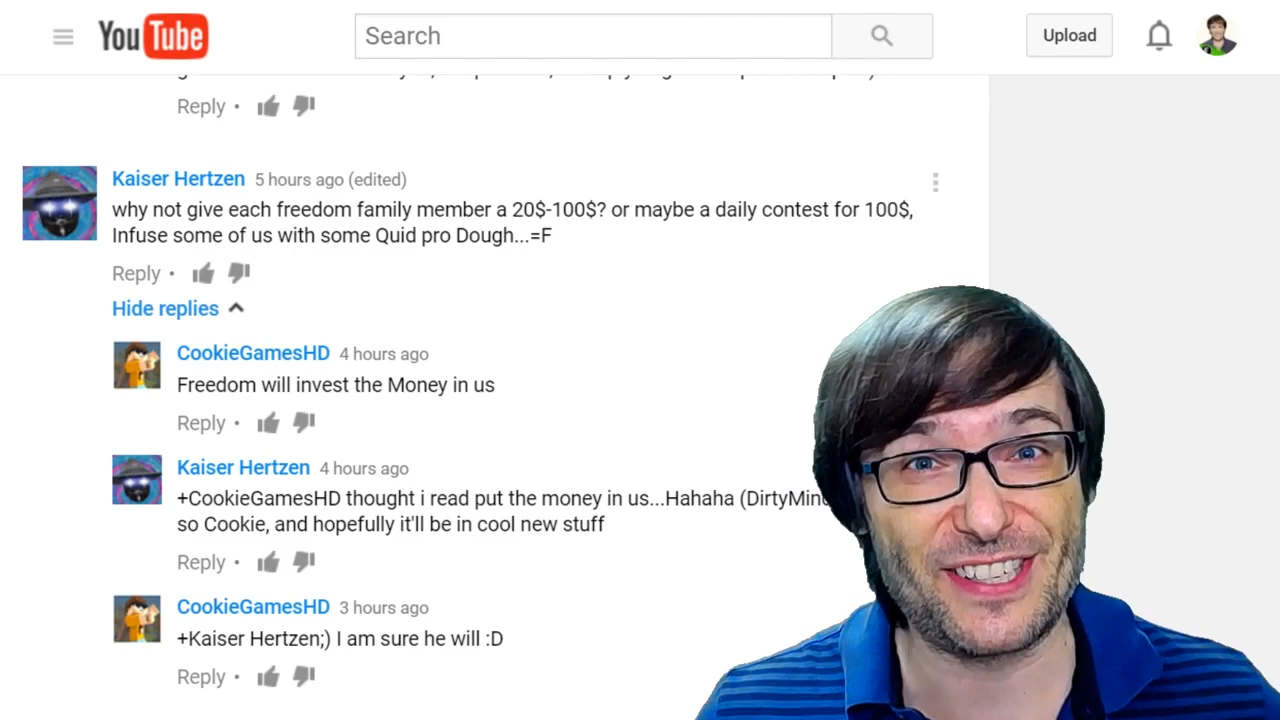 YouTube
Search
Upload
Reply •
Kaiser Hertzen 5 hours ago (edited)
why not give each freedom family member a 20$-100$? or maybe a daily contest for 100$,
Infuse some of us with some Quid pro Dough...=F
Reply •
Hide replies
CookieGamesHD 4 hours ago
Freedom will invest the Money in us
Reply •
Kaiser Hertzen 4 hours ago
+CookieGamesHD thought i read put the money in us...Hahaha
so Cookie, and hopefully it'll be in cool new stuff
Reply •
CookieGamesHD 3 hours ago
+Kaiser Hertzen;) I am sure he will :D
Reply •